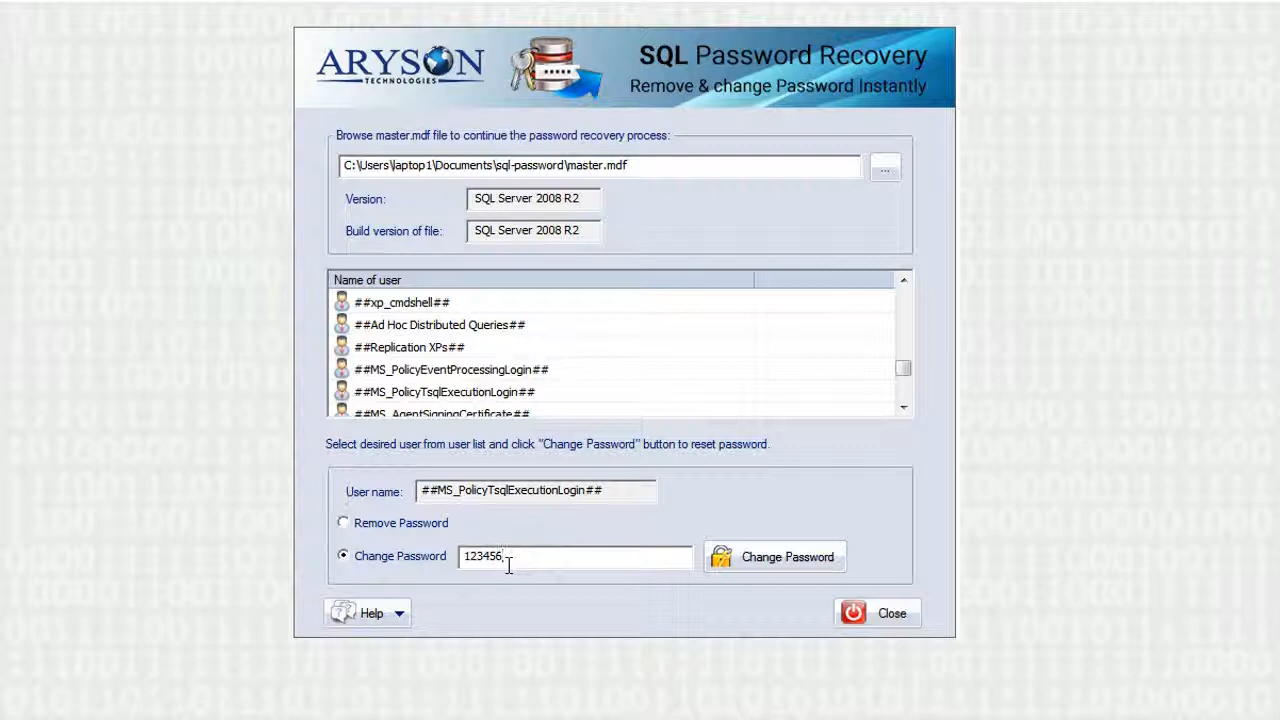 ARYSON
TECHNOLOGIES
SQL Password Recovery
Remove & change Password Instantly
Browse master.mdf file to continue the password recovery process:
C:\Users\laptop1\Documents\sql-password\master.mdf
...
Version:
SQL Server 2008 R2
Build version of file:
SQL Server 2008 R2
Name of user
##xp_cmdshell##
##Ad Hoc Distributed Queries##
##Replication XPs##
##MS_PolicyEventProcessingLogin##
##MS_PolicyTsqlExecutionLogin##
##MS_AgentSigningCertificate##
Select desired user from user list and click "Change Password" button to reset password.
User name:
##MS_PolicyTsqlExecutionLogin##
Remove Password
Change Password
123456
Change Password
Help
Close